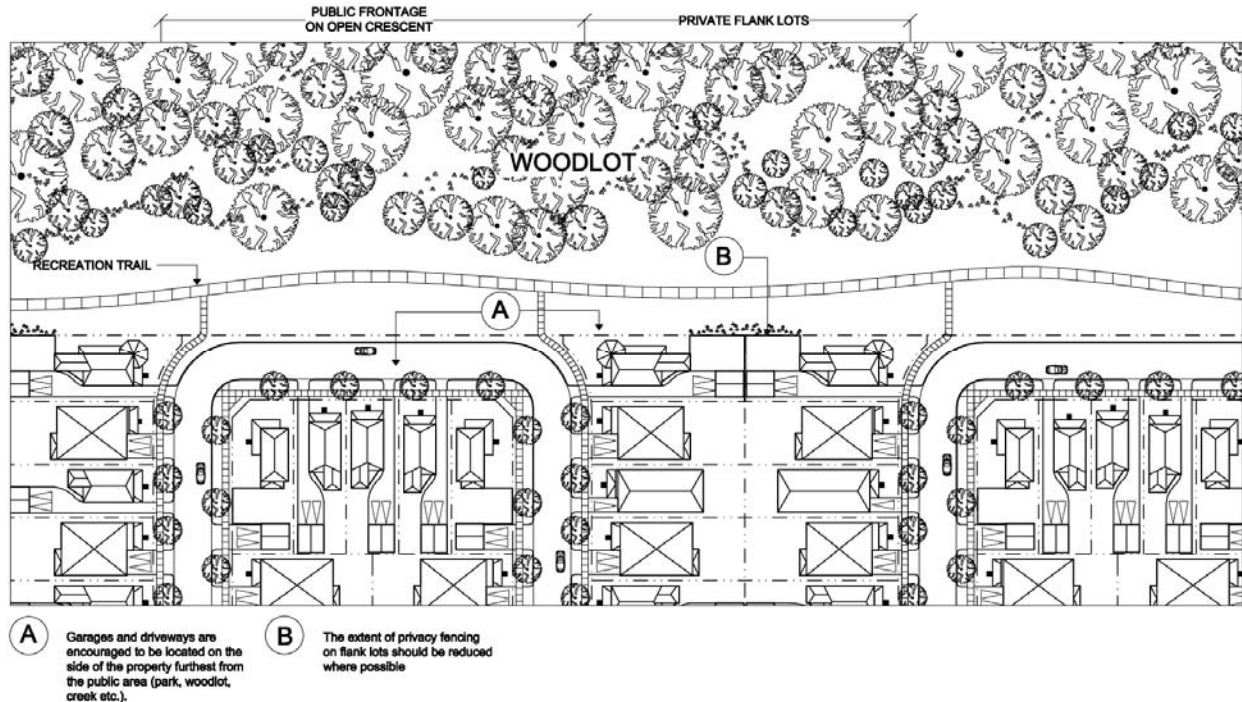 PUBLIC FRONTAGE
ON OPEN CRESCENT
PRIVATE FLANK LOTS
WOODLOT
RECREATION TRAIL
B
A
A
Garages and driveways are
encouraged to be located on the
side of the property furthest from
the public area (park, woodlot,
creek etc.).
B
The extent of privacy fencing
on flank lots should be reduced
where possible